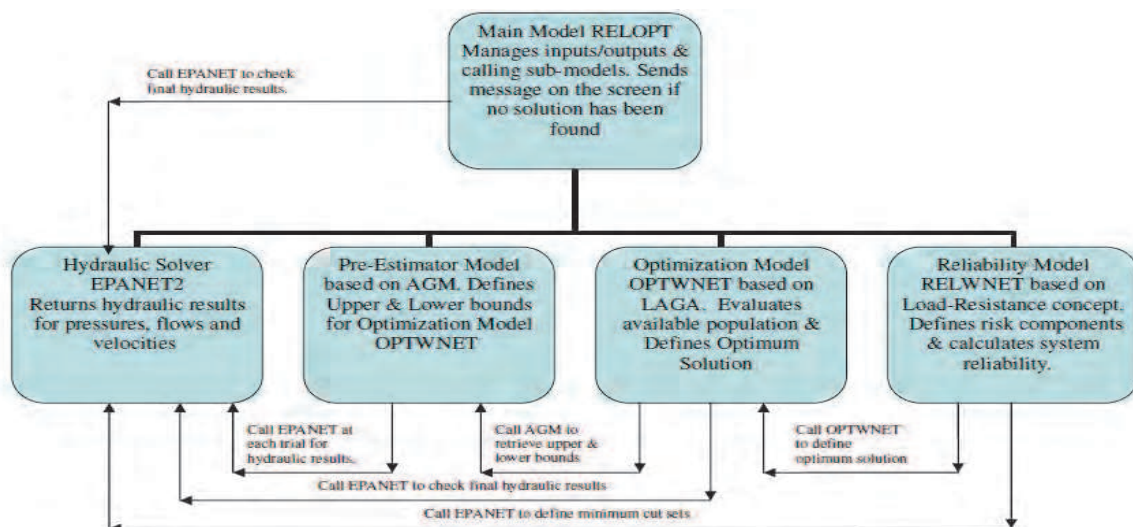 Main Model RELOPT
Manages inputs/outputs &
calling sub-models. Sends
message on the screen if
no solution has been
found
Call EPANET to check
final hydraulic results.
Hydraulic Solver
EPANET2
Returns hydraulic results
for pressures, flows and
velocities
Pre-Estimator Model
based on AGM. Defines
Upper & Lower bounds
for Optimization Model
OPTWNET
Optimization Model
OPTWNET based on
LAGA. Evaluates
available population &
Defines Optimum
Solution
Reliability Model
RELWNET based on
Load-Resistance concept.
Defines risk components
& calculates system
reliability.
Call EPANET at
each trial for
hydraulic results.
Call AGM to
retrieve upper &
lower bounds
Call OPTWNET
to define
optimum solution
Call EPANET to check final hydraulic results
Call EPANET to define minimum cut sets